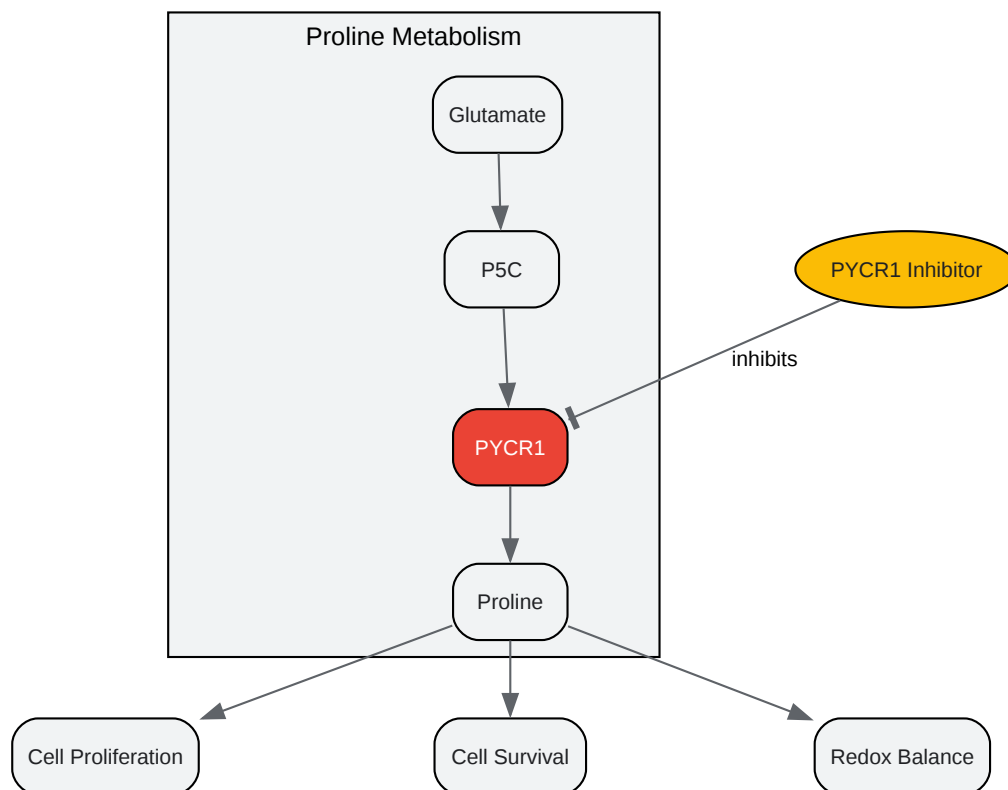 Proline Metabolism
Glutamate
P5C
PYCR1 Inhibitor
inhibits
PYCR1
Proline
Cell Proliferation
Cell Survival
Redox Balance